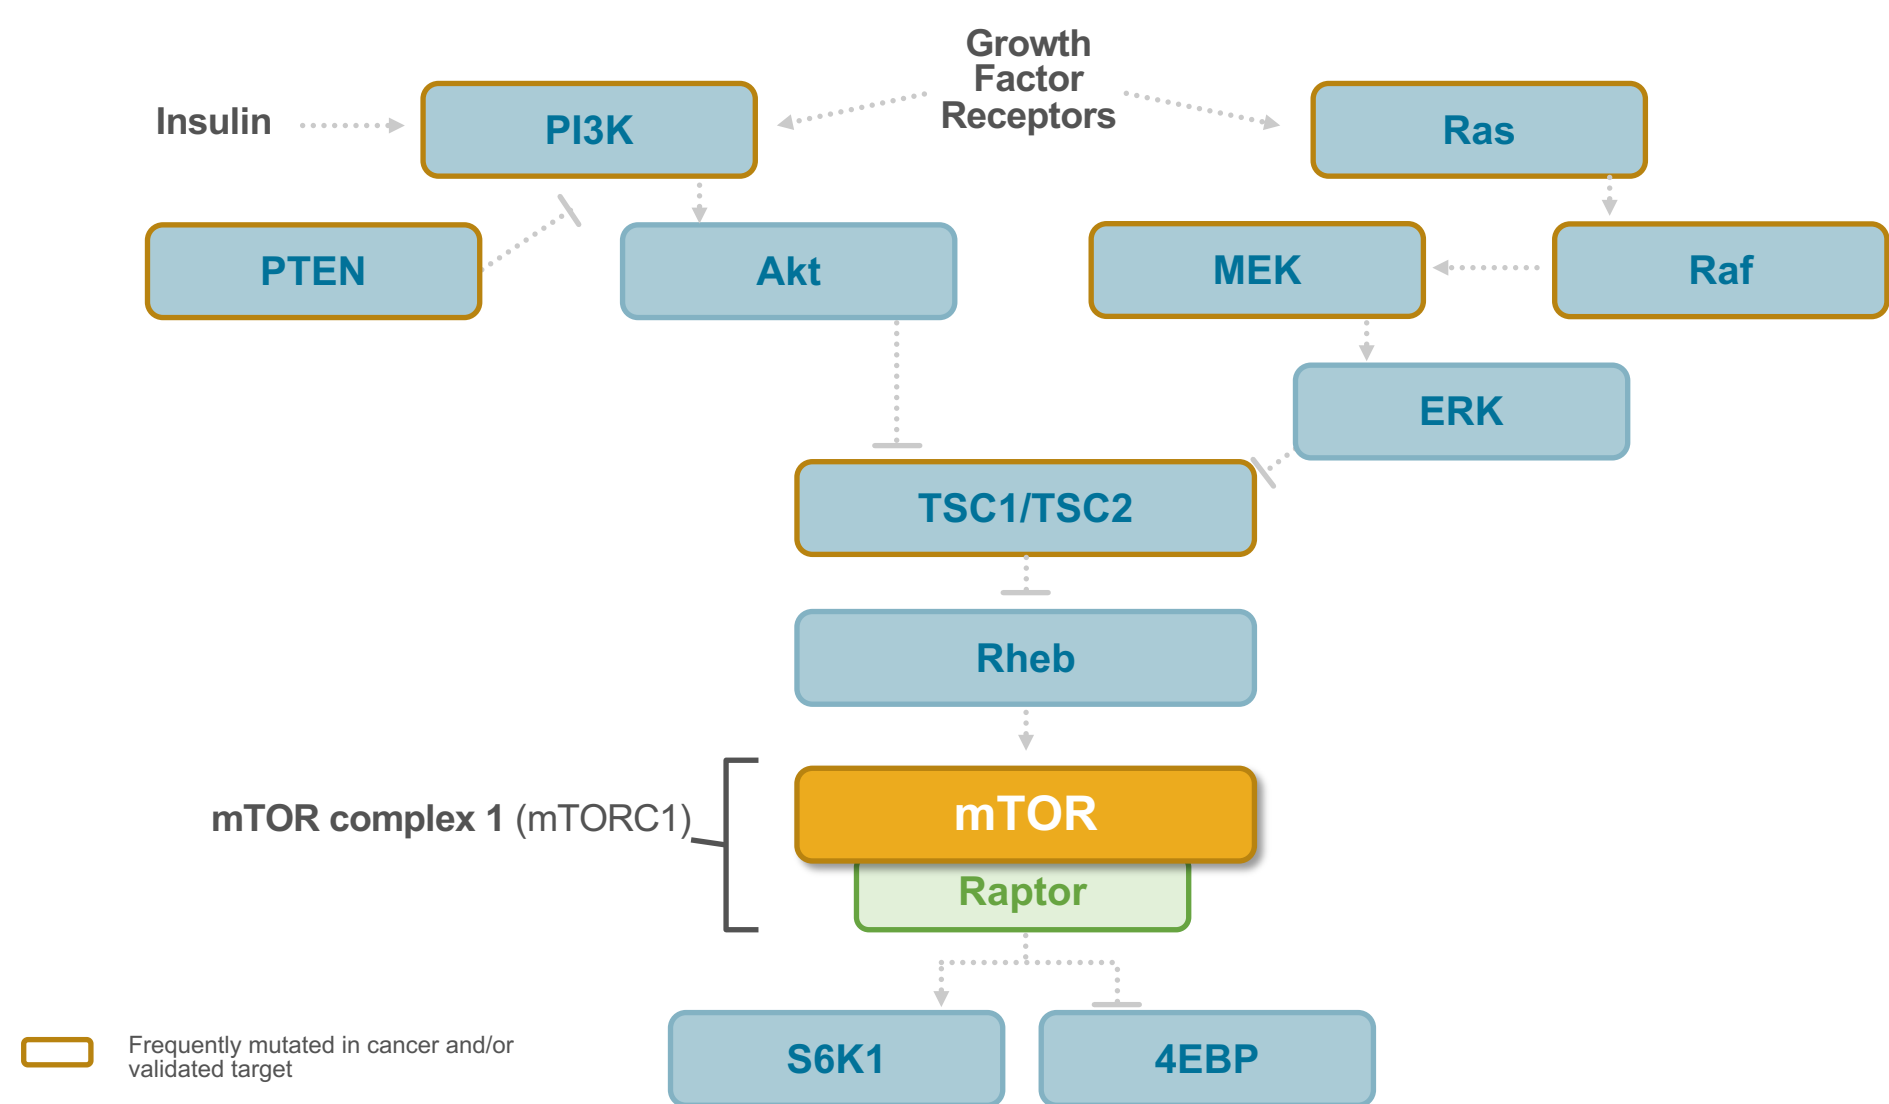 Growth
Factor
Receptors
Insulin
PI3K
Ras
PTEN
Akt
MEK
Raf
ERK
TSC1/TSC2
Rheb
mTOR complex 1 (mTORC1)
mTOR
Raptor
S6K1
4EBP
Frequently mutated in cancer and/or
validated target